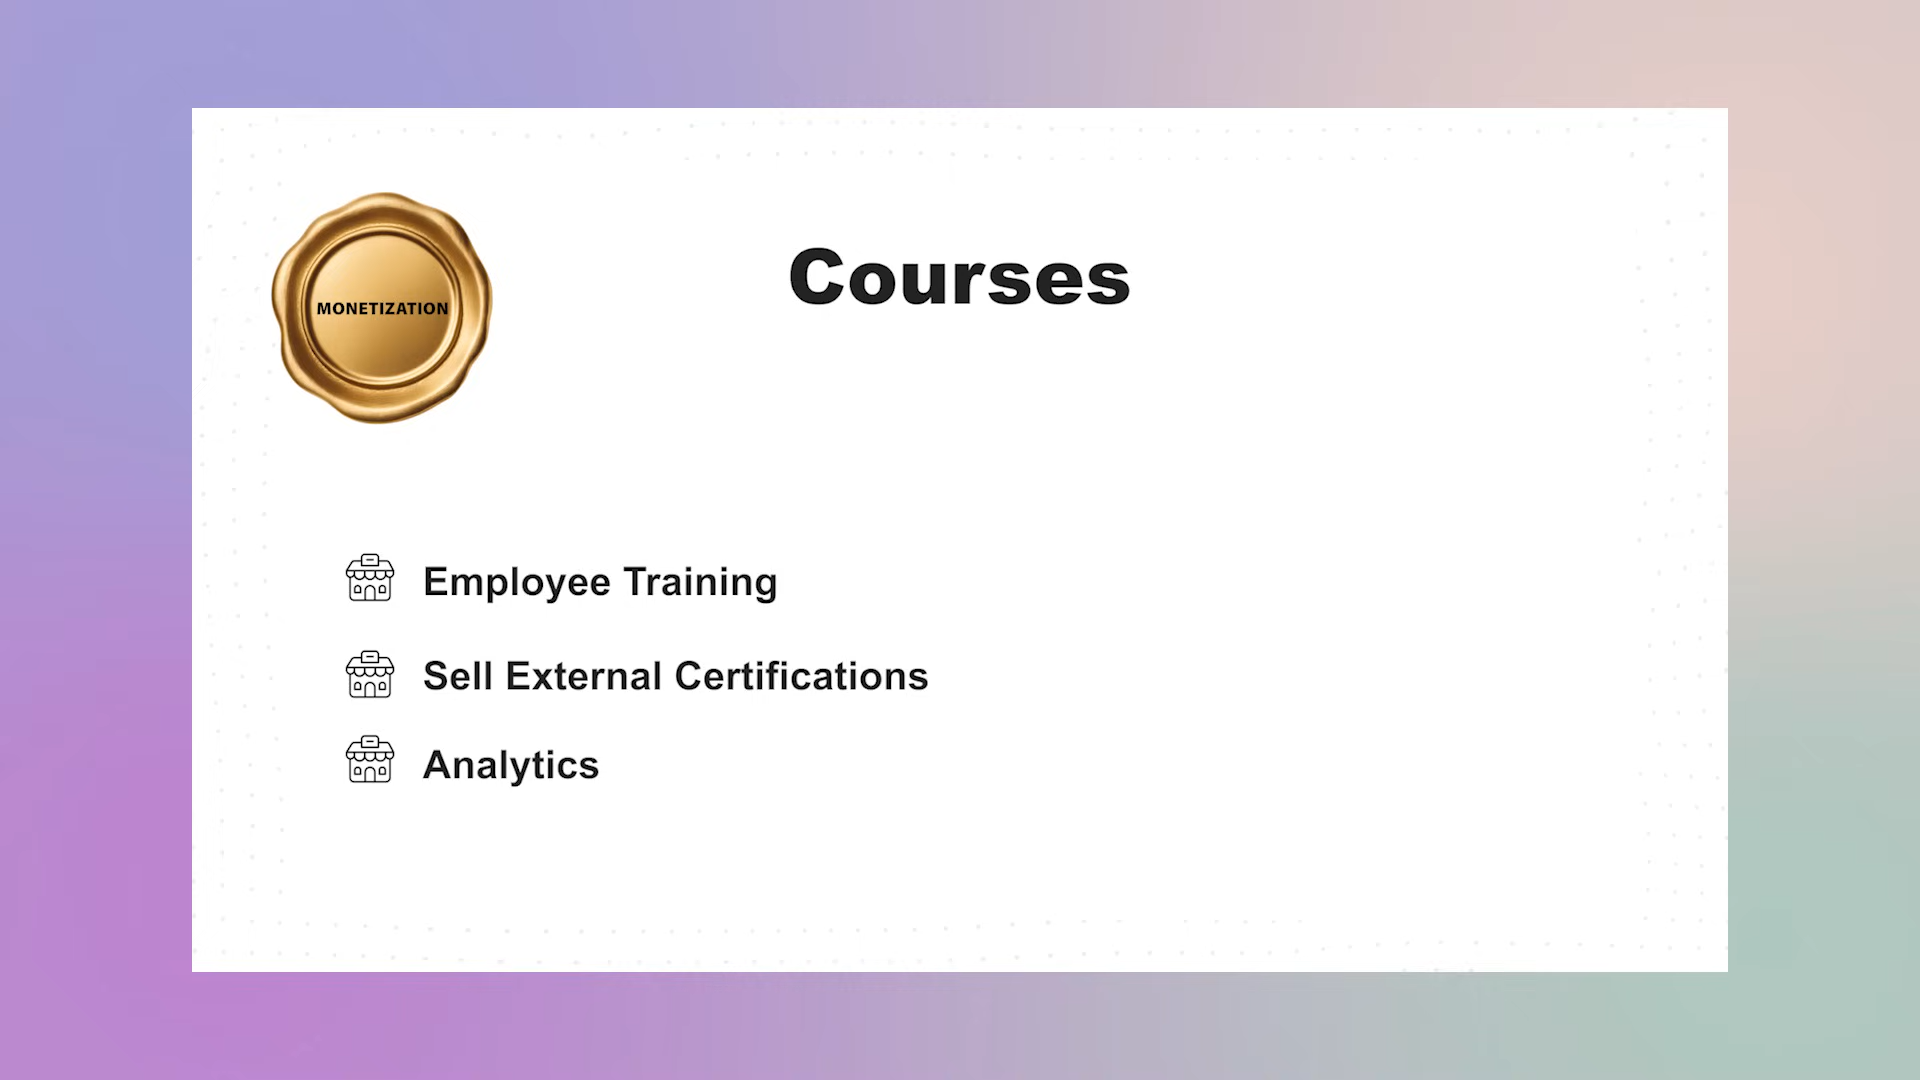 MONETIZATION
Courses
Employee Training
Sell External Certifications
Analytics